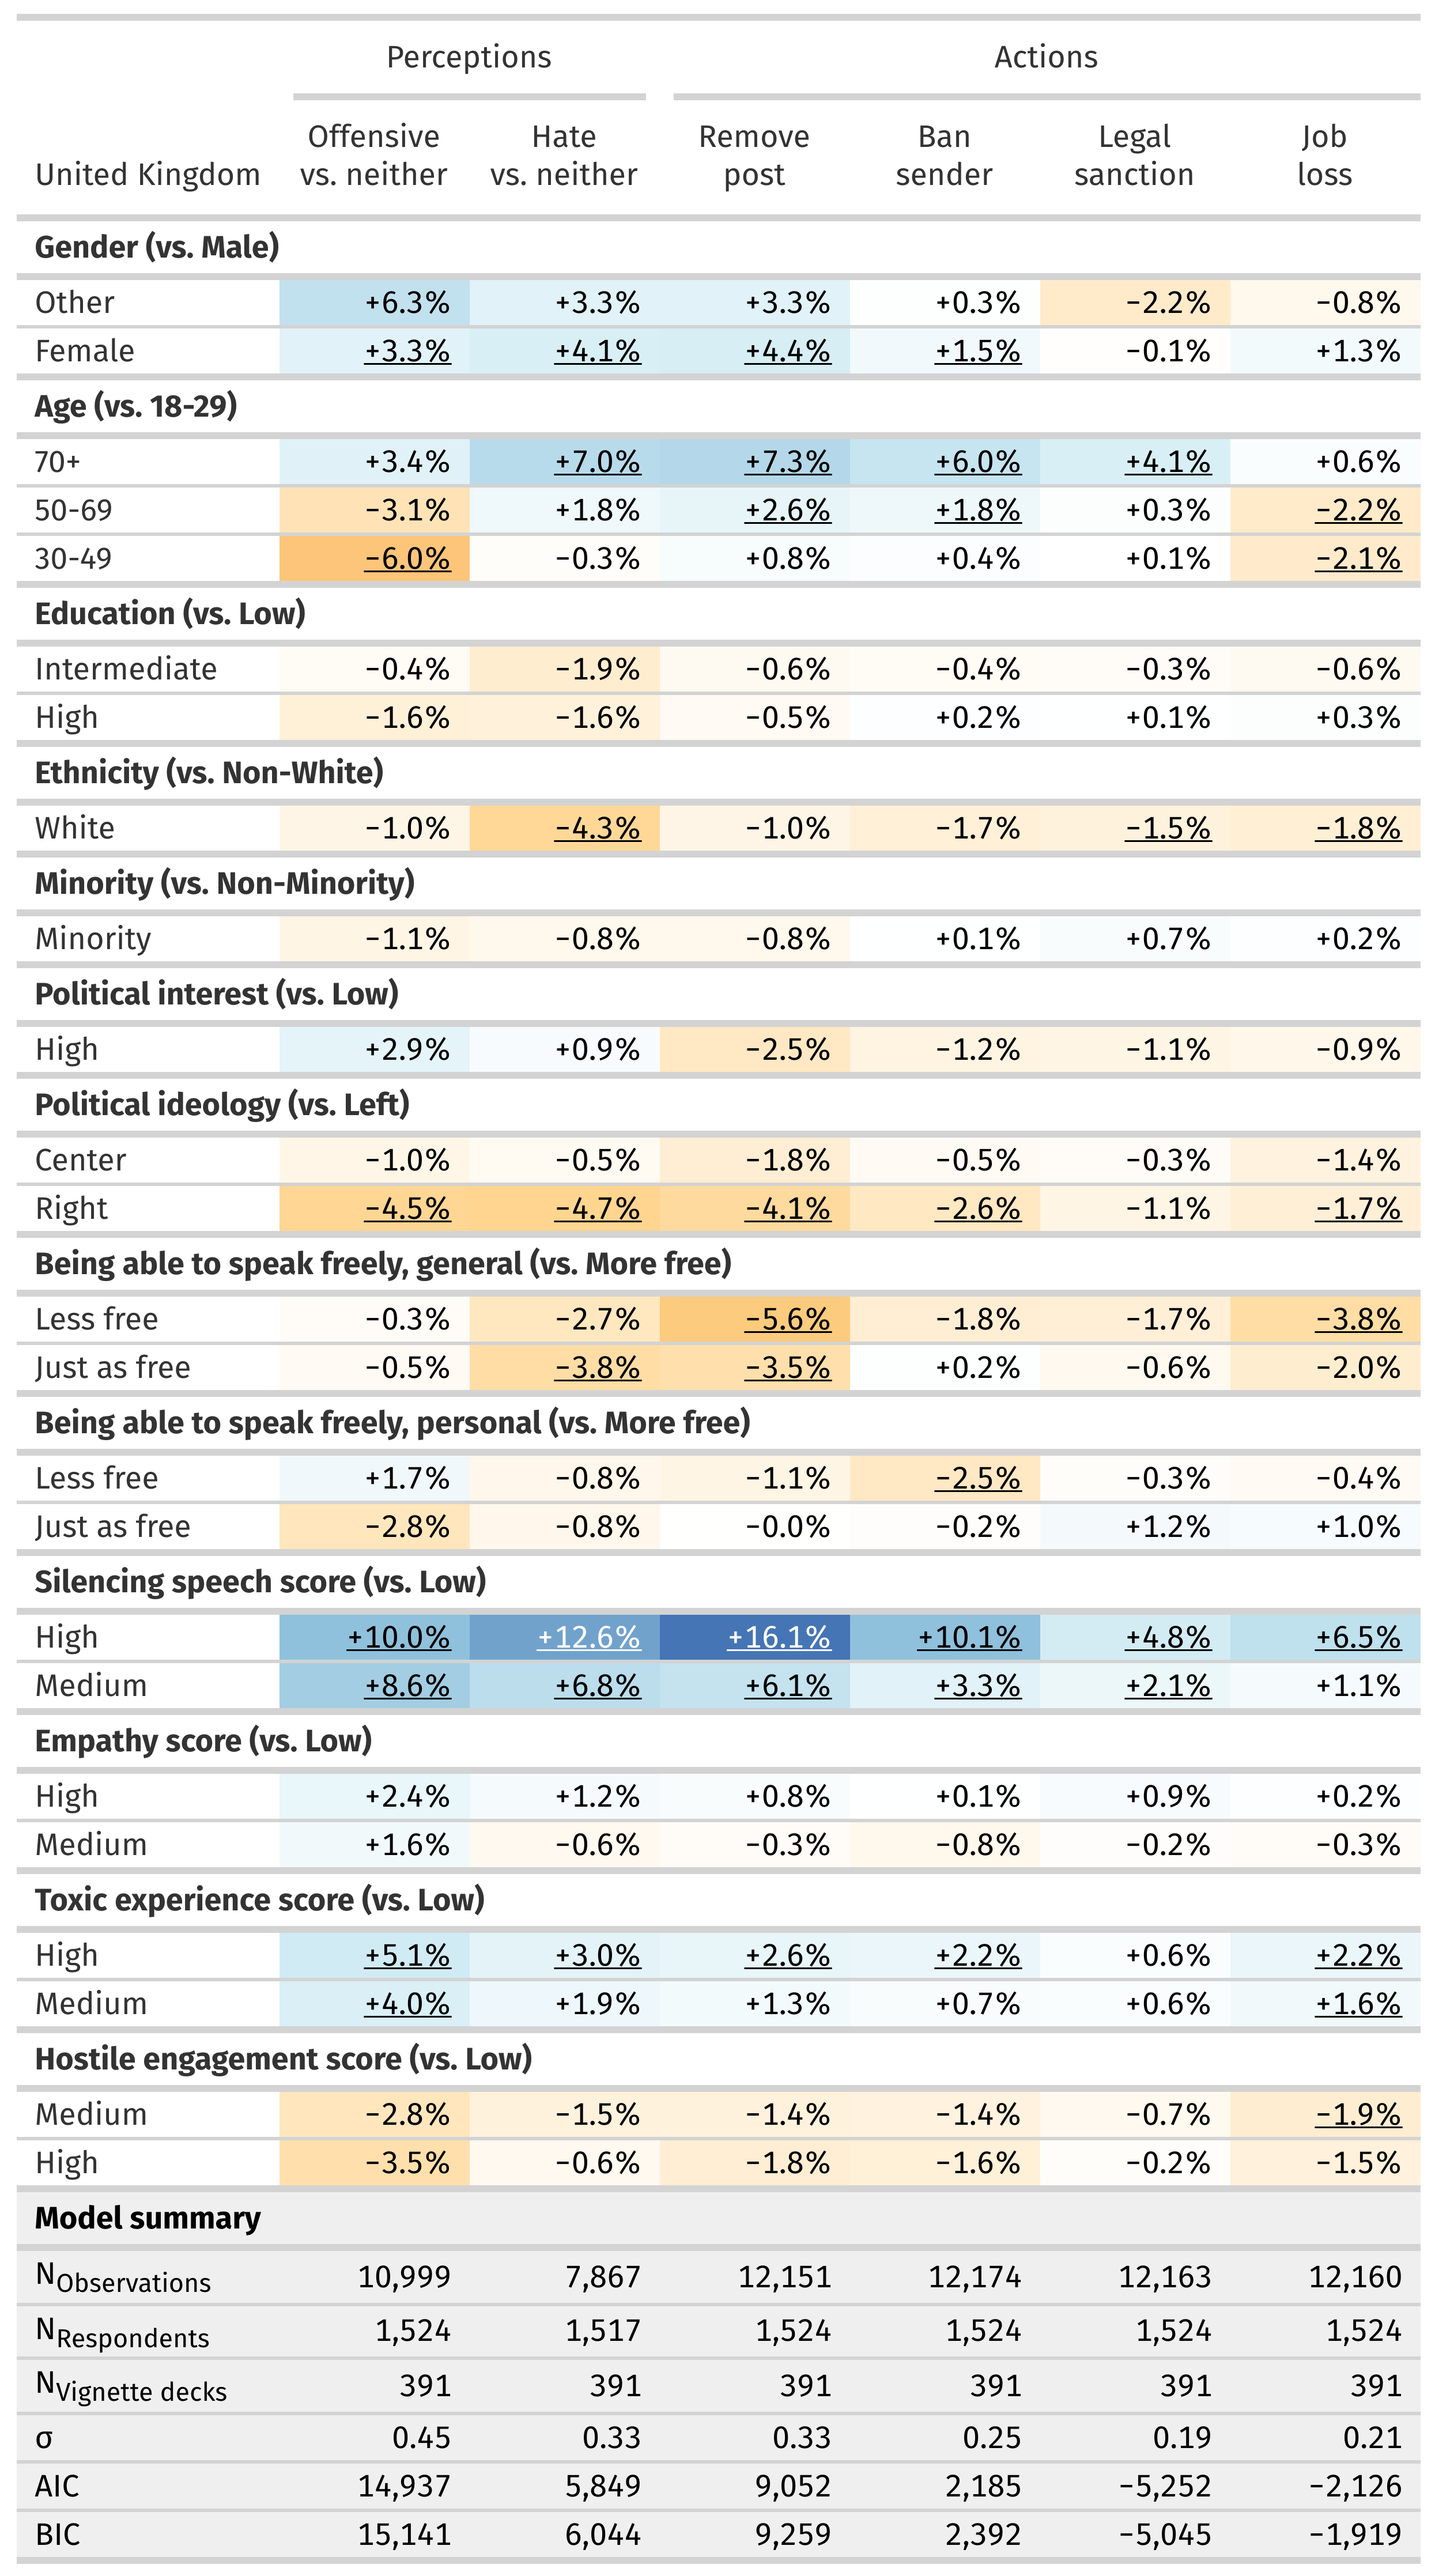 Perceptions Actions
Offensive Hate Remove Ban Legal Job
United Kingdom vs. neither vs. neither post sender sanction loss
Gender (vs. Male)
Other +6.3% +3.3% +3.3% +0.3% −2.2% −0.8%
Female +3.3% +4.1% +4.4% +1.5% −0.1% +1.3%
Age (vs. 18-29)
70+ +3.4% +7.0% +7.3% +6.0% +4.1% +0.6%
50-69 −3.1% +1.8% +2.6% +1.8% +0.3% −2.2%
30-49 −6.0% −0.3% +0.8% +0.4% +0.1% −2.1%
Education (vs. Low)
Intermediate −0.4% −1.9% −0.6% −0.4% −0.3% −0.6%
High −1.6% −1.6% −0.5% +0.2% +0.1% +0.3%
Ethnicity (vs. Non-White)
White −1.0% −4.3% −1.0% −1.7% −1.5% −1.8%
Minority (vs. Non-Minority)
Minority −1.1% −0.8% −0.8% +0.1% +0.7% +0.2%
Political interest (vs. Low)
High +2.9% +0.9% −2.5% −1.2% −1.1% −0.9%
Political ideology (vs. Left)
Center −1.0% −0.5% −1.8% −0.5% −0.3% −1.4%
Right −4.5% −4.7% −4.1% −2.6% −1.1% −1.7%
Being able to speak freely, general (vs. More free)
Less free −0.3% −2.7% −5.6% −1.8% −1.7% −3.8%
Just as free −0.5% −3.8% −3.5% +0.2% −0.6% −2.0%
Being able to speak freely, personal (vs. More free)
Less free +1.7% −0.8% −1.1% −2.5% −0.3% −0.4%
Just as free −2.8% −0.8% −0.0% −0.2% +1.2% +1.0%
Silencing speech score (vs. Low)
High +10.0% +12.6% +16.1% +10.1% +4.8% +6.5%
Medium +8.6% +6.8% +6.1% +3.3% +2.1% +1.1%
Empathy score (vs. Low)
High +2.4% +1.2% +0.8% +0.1% +0.9% +0.2%
Medium +1.6% −0.6% −0.3% −0.8% −0.2% −0.3%
Toxic experience score (vs. Low)
High +5.1% +3.0% +2.6% +2.2% +0.6% +2.2%
Medium +4.0% +1.9% +1.3% +0.7% +0.6% +1.6%
Hostile engagement score (vs. Low)
Medium −2.8% −1.5% −1.4% −1.4% −0.7% −1.9%
High −3.5% −0.6% −1.8% −1.6% −0.2% −1.5%
Model summary
NObservations 10,999 7,867 12,151 12,174 12,163 12,160
NRespondents 1,524 1,517 1,524 1,524 1,524 1,524
NVignette decks 391 391 391 391 391 391
σ 0.45 0.33 0.33 0.25 0.19 0.21
AIC 14,937 5,849 9,052 2,185 −5,252 −2,126
BIC 15,141 6,044 9,259 2,392 −5,045 −1,919